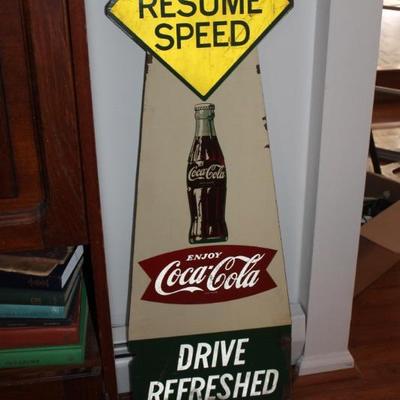 RESUME
SPEED
Coca-Cola
ENJOY
Coca-Cola
DRIVE
REFRESHED